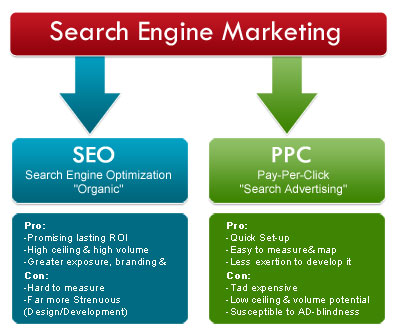 Search Engine Marketing
SEO
Search Engine Optimization
"Organic"
Pro:
-Promising lasting ROI
-High ceiling & high volume
-Greater exposure, branding &
Con:
-Hard to measure
-Far more Strenuous
(Design/Development)
PPC
Pay-Per-Click
"Search Advertising"
Pro:
-Quick Set-up
-Easy to measure& map
-Less exertion to develop it
Con:
-Tad expensive
-Low ceiling & volume potential
-Susceptible to AD-blindness